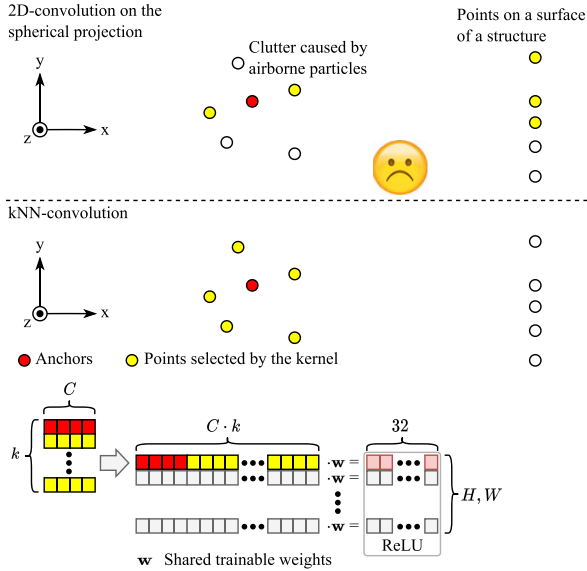 2D-convolution on the
spherical projection
Points on a surface
of a structure
Clutter caused by
airborne particles
y
x
z
kNN-convolution
y
x
z
Anchors
Points selected by the kernel
C
k
C · k
32
· w =
· w =
· w =
H, W
ReLU
w Shared trainable weights